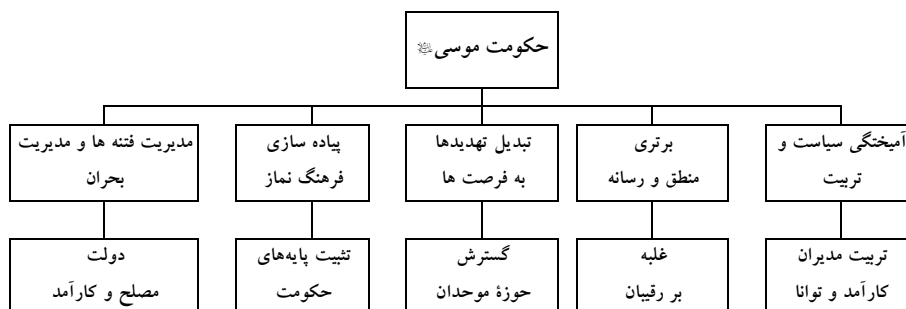 حکومت موسی؏
آمیختگی سیاست و
تربیت
برتری
منطق و رسانه
تبدیل تهدیدها
به فرصت ها
پیاده سازی
فرهنگ نماز
مدیریت فتنه ها و مدیریت
بحران
تربیت مدیران
کارآمد و توانا
غلبه
بر رقیبان
گسترش
حوزهٔ موحدان
تثبیت پایه‌های
حکومت
دولت
مصلح و کارآمد